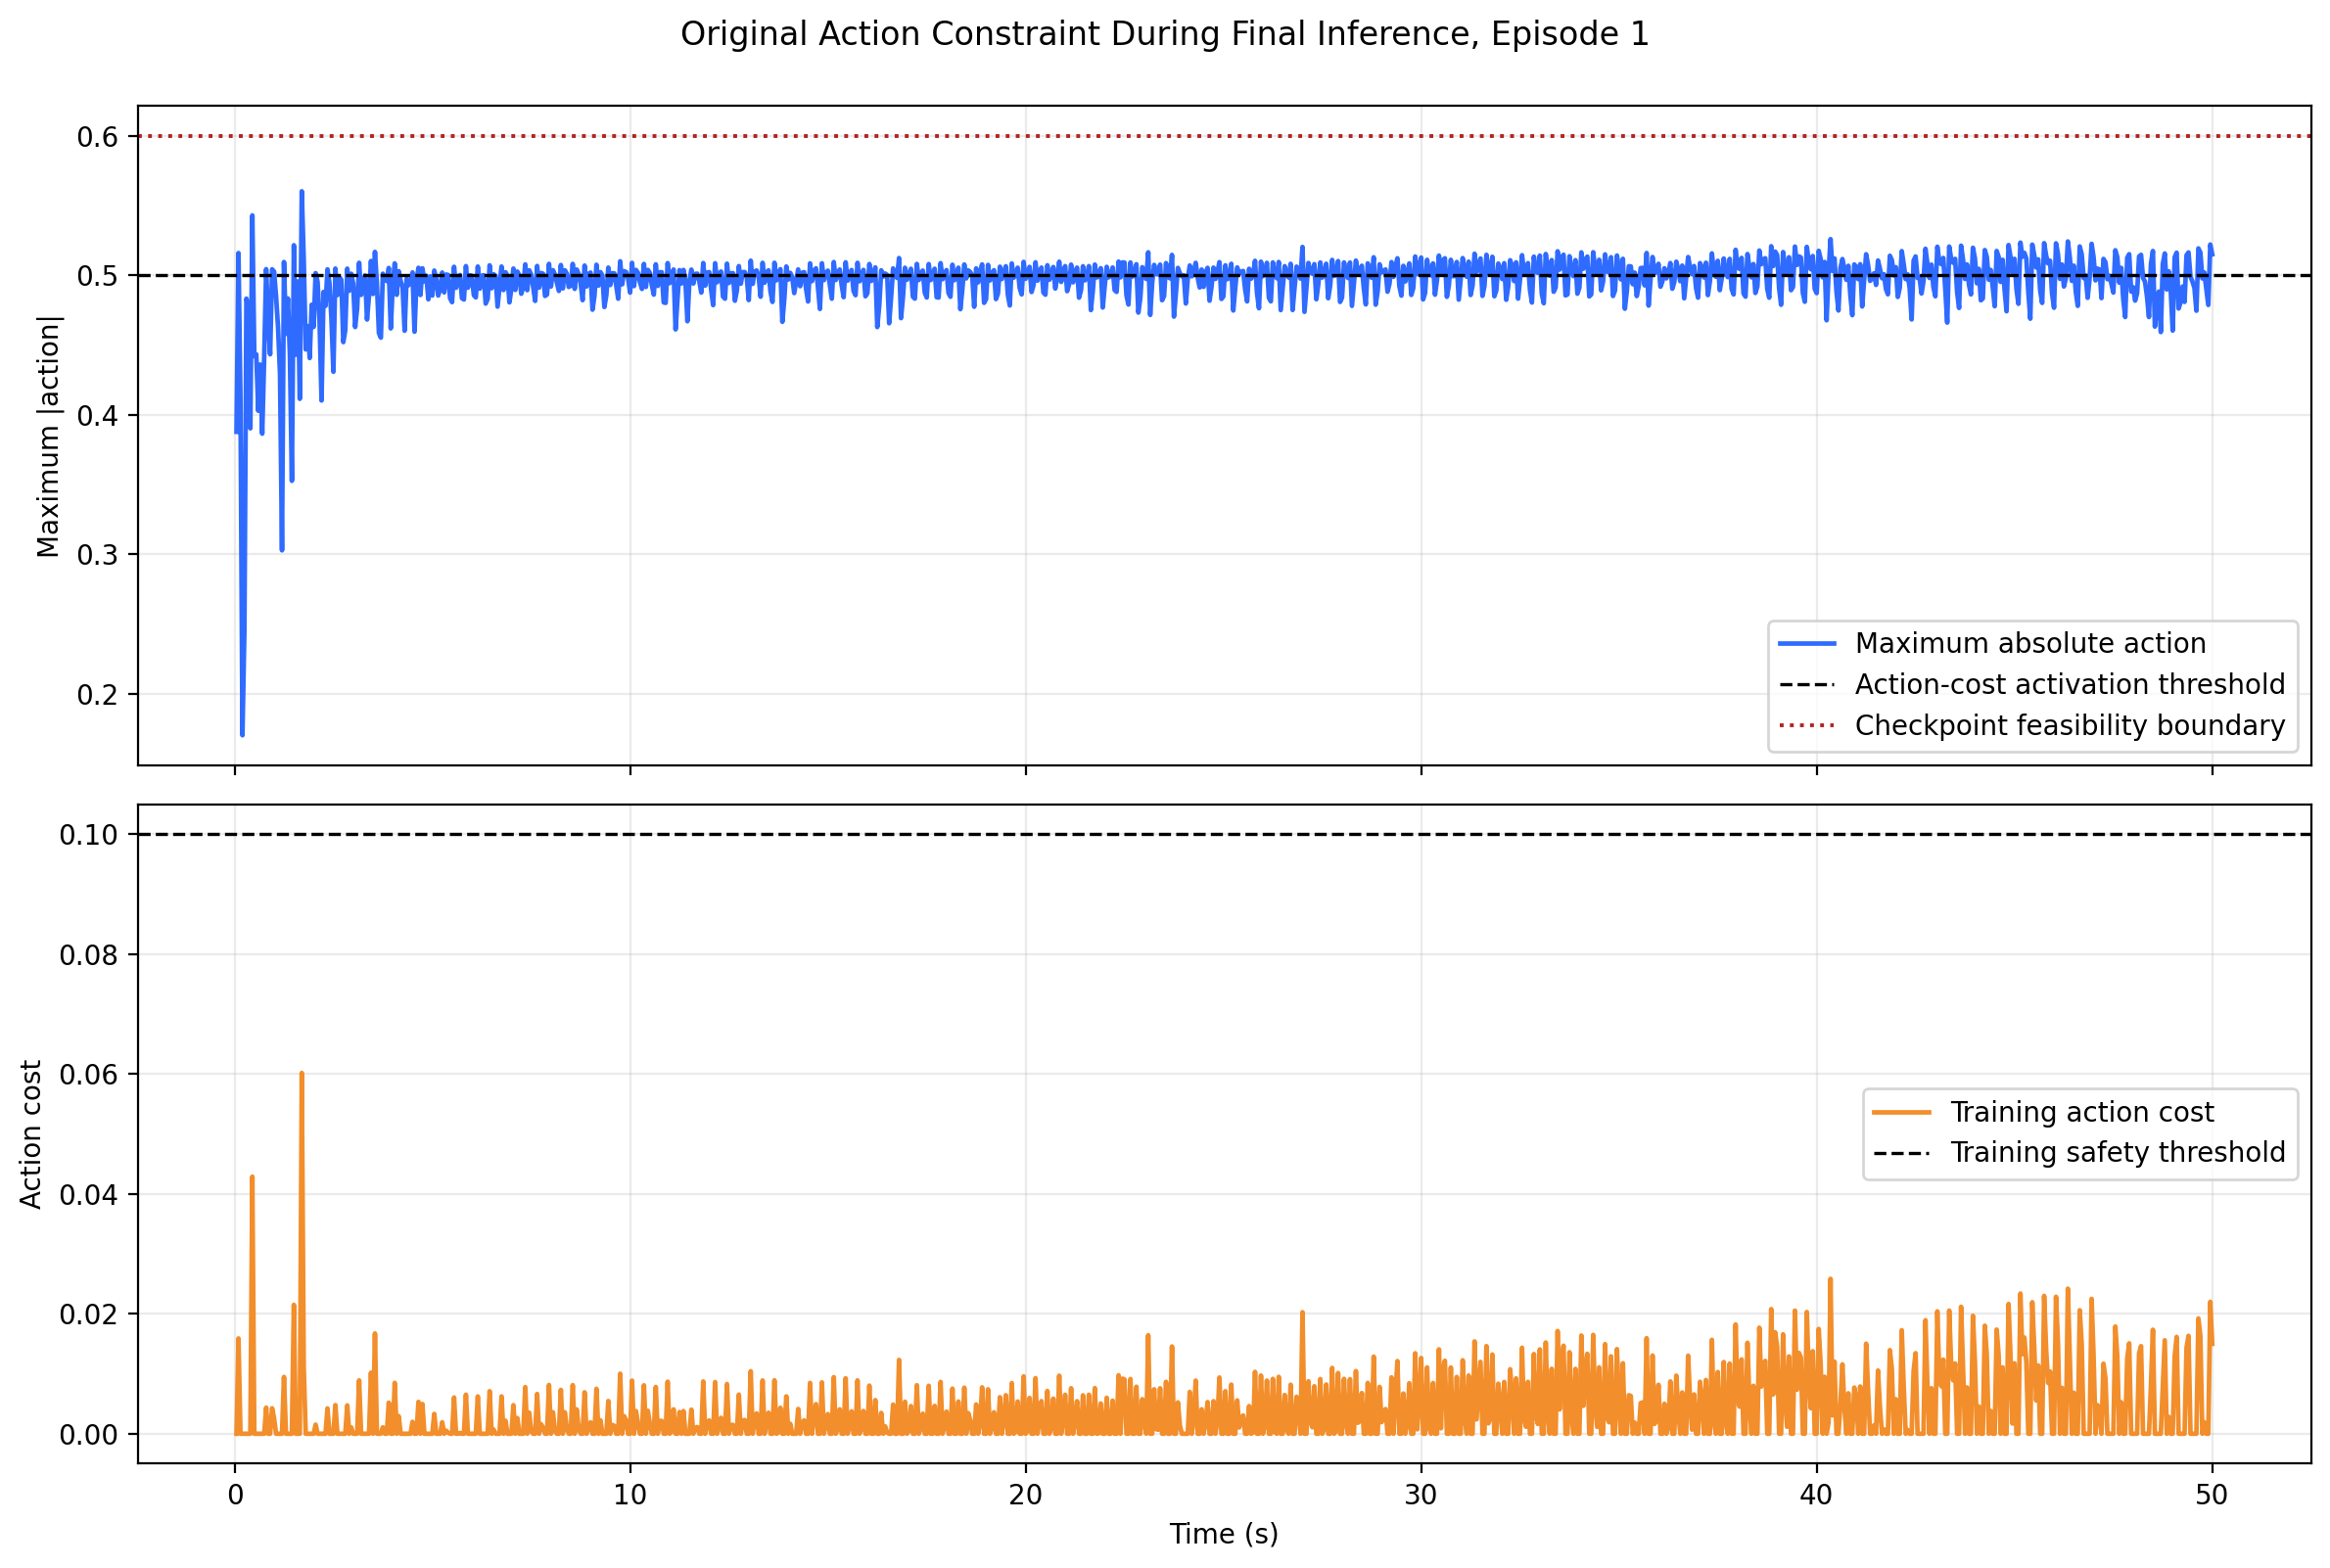 Original Action Constraint During Final Inference, Episode 1
0.6
0.5
0.4
0.3
0.2
Maximum |action|
Maximum absolute action
Action-cost activation threshold
Checkpoint feasibility boundary
0.10
0.08
0.06
0.04
0.02
0.00
Action cost
Training action cost
Training safety threshold
0 10 20 30 40 50
Time (s)